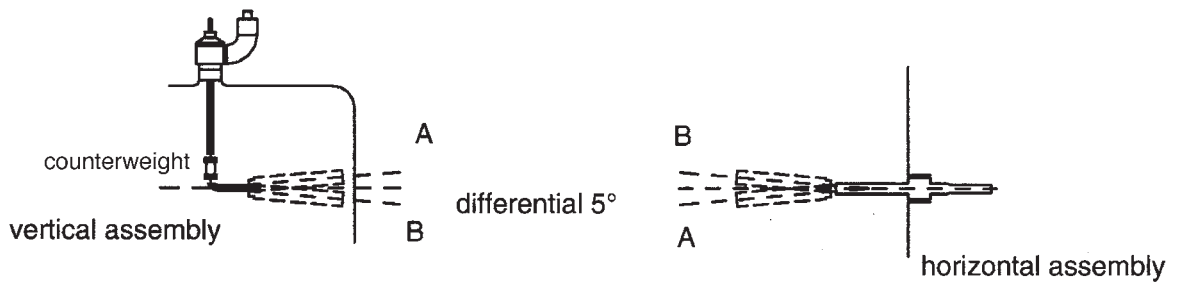 A
counterweight
B
vertical assembly
differential 5°
B
A
horizontal assembly